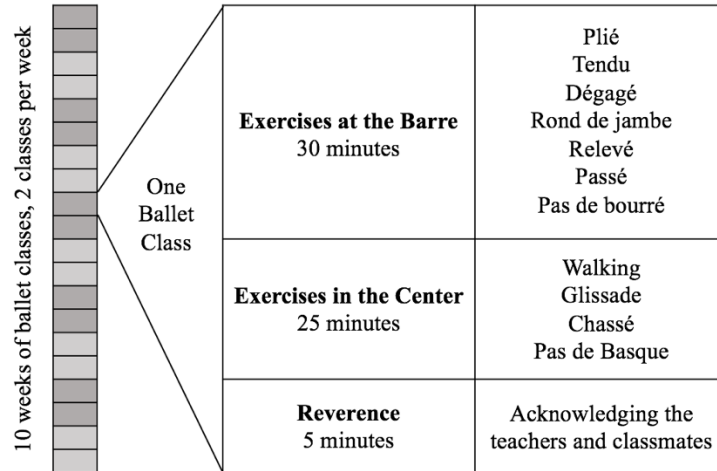 10 weeks of ballet classes, 2 classes per week
One
Ballet
Class
Exercises at the Barre
30 minutes
Plié
Tendu
Dégagé
Rond de jambe
Relevé
Passé
Pas de bourré
Exercises in the Center
25 minutes
Walking
Glissade
Chassé
Pas de Basque
Reverence
5 minutes
Acknowledging the
teachers and classmates